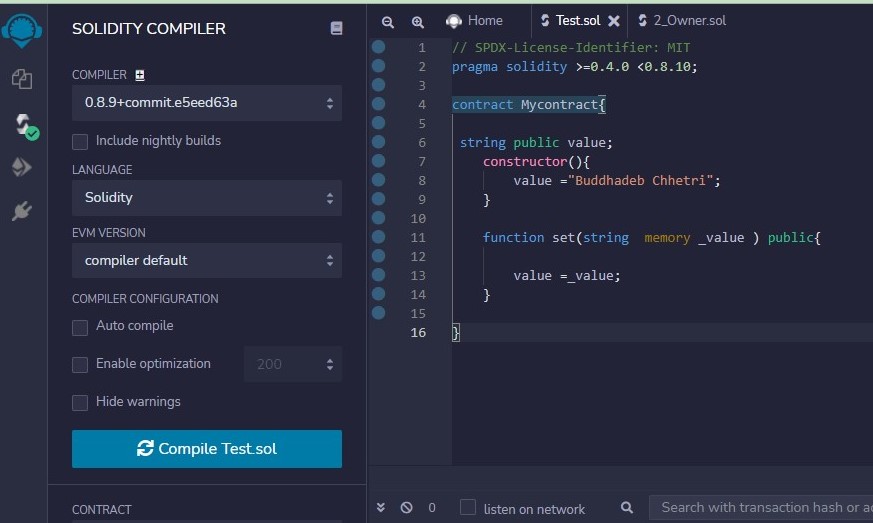 SOLIDITY COMPILER
COMPILER
0.8.9+commit.e5eed63a
Include nightly builds
LANGUAGE
Solidity
EVM VERSION
compiler default
COMPILER CONFIGURATION
Auto compile
Enable optimization 200
Hide warnings
Compile Test.sol
CONTRACT
Home Test.sol 2_Owner.sol
1 // SPDX-License-Identifier: MIT
2 pragma solidity >=0.4.0 <0.8.10;
3
4 contract Mycontract{
5
6 string public value;
7 constructor(){
8 value ="Buddhadeb Chhetri";
9 }
10
11 function set(string  memory _value ) public{
12
13 value =_value;
14 }
15
16 }
0 listen on network Search with transaction hash or